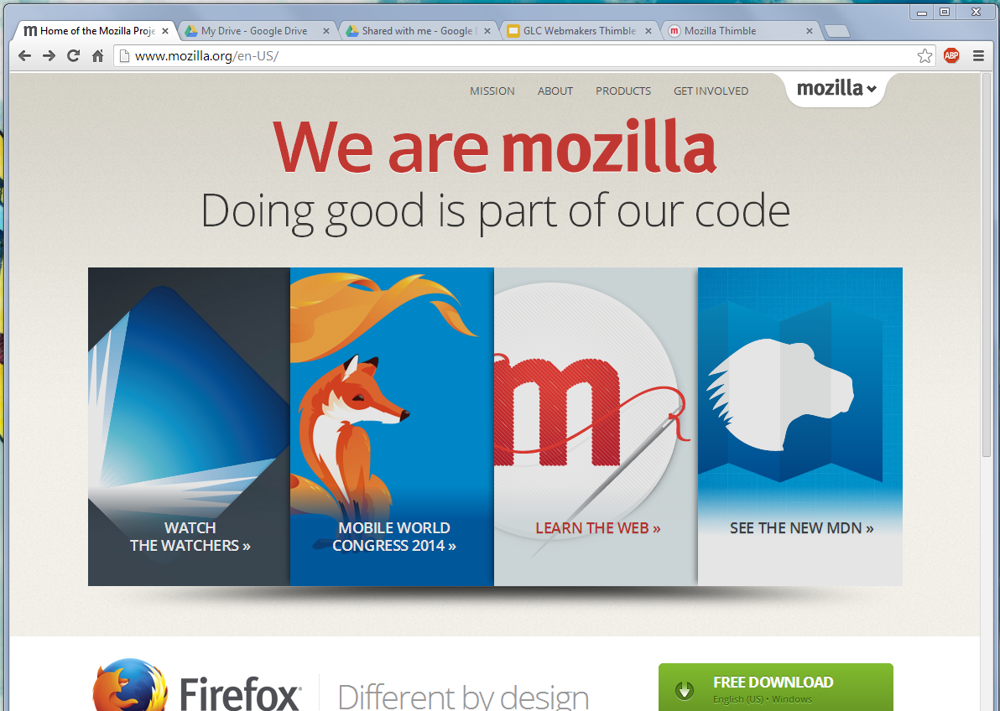 Home of the Mozilla Proje
My Drive - Google Drive
Shared with me - Google D
GLC Webmakers Thimble
Mozilla Thimble
www.mozilla.org/en-US/
ABP
MISSION
ABOUT
PRODUCTS
GET INVOLVED
mozilla
We are mozilla
Doing good is part of our code
m
WATCH
THE WATCHERS »
MOBILE WORLD
CONGRESS 2014 »
LEARN THE WEB »
SEE THE NEW MDN »
Firefox
Different by design
FREE DOWNLOAD
English (US) • Windows